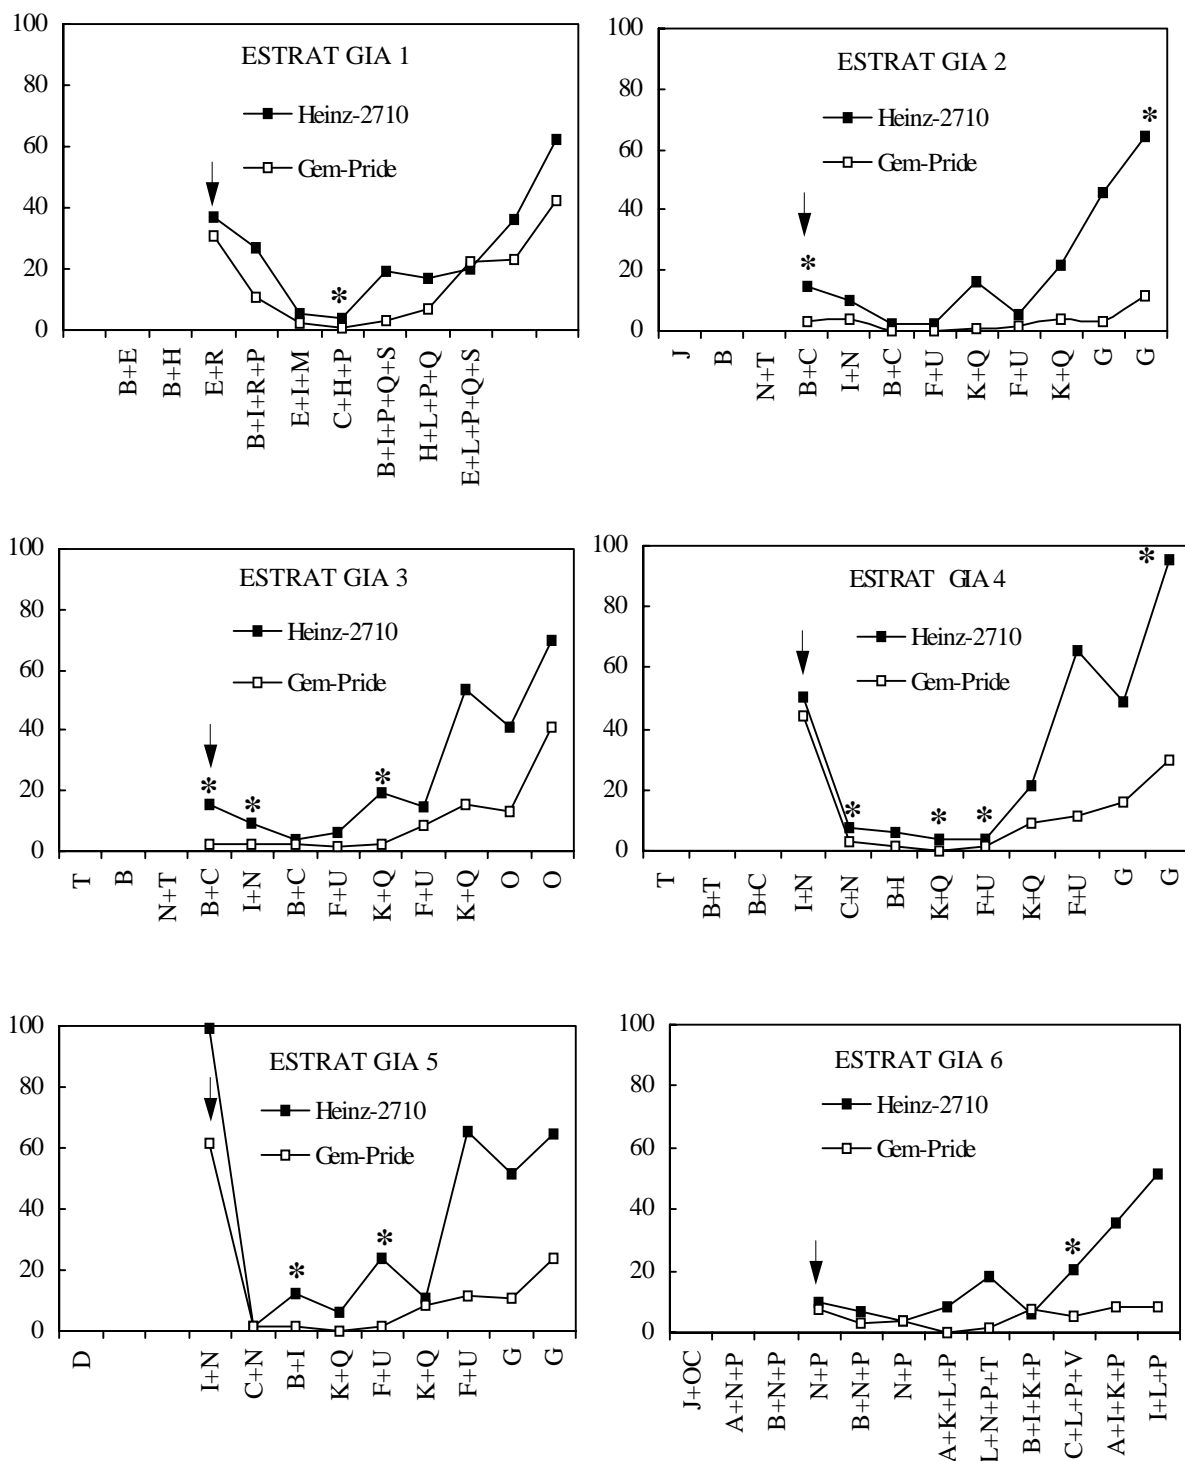 100
80
60
40
20
0
ESTRAT GIA 1
Heinz-2710
Gem-Pride
*
B+E
B+H
E+R
B+I+R+P
E+I+M
C+H+P
B+I+P+Q+S
H+L+P+Q
E+L+P+Q+S
100
80
60
40
20
0
ESTRAT GIA 2
Heinz-2710
Gem-Pride
*
*
J
B
N+T
B+C
I+N
B+C
F+U
K+Q
F+U
K+Q
G
G
100
80
60
40
20
0
ESTRAT GIA 3
Heinz-2710
Gem-Pride
*
*
*
T
B
N+T
B+C
I+N
B+C
F+U
K+Q
F+U
K+Q
O
O
100
80
60
40
20
0
ESTRAT GIA 4
Heinz-2710
Gem-Pride
*
*
*
*
T
B+T
B+C
I+N
C+N
B+I
K+Q
F+U
K+Q
F+U
G
G
100
80
60
40
20
0
ESTRAT GIA 5
Heinz-2710
Gem-Pride
*
*
D
I+N
C+N
B+I
K+Q
F+U
K+Q
F+U
G
G
100
80
60
40
20
0
ESTRAT GIA 6
Heinz-2710
Gem-Pride
*
J+OC
A+N+P
B+N+P
N+P
B+N+P
N+P
A+K+L+P
L+N+P+T
B+I+K+P
C+L+P+V
A+I+K+P
I+L+P